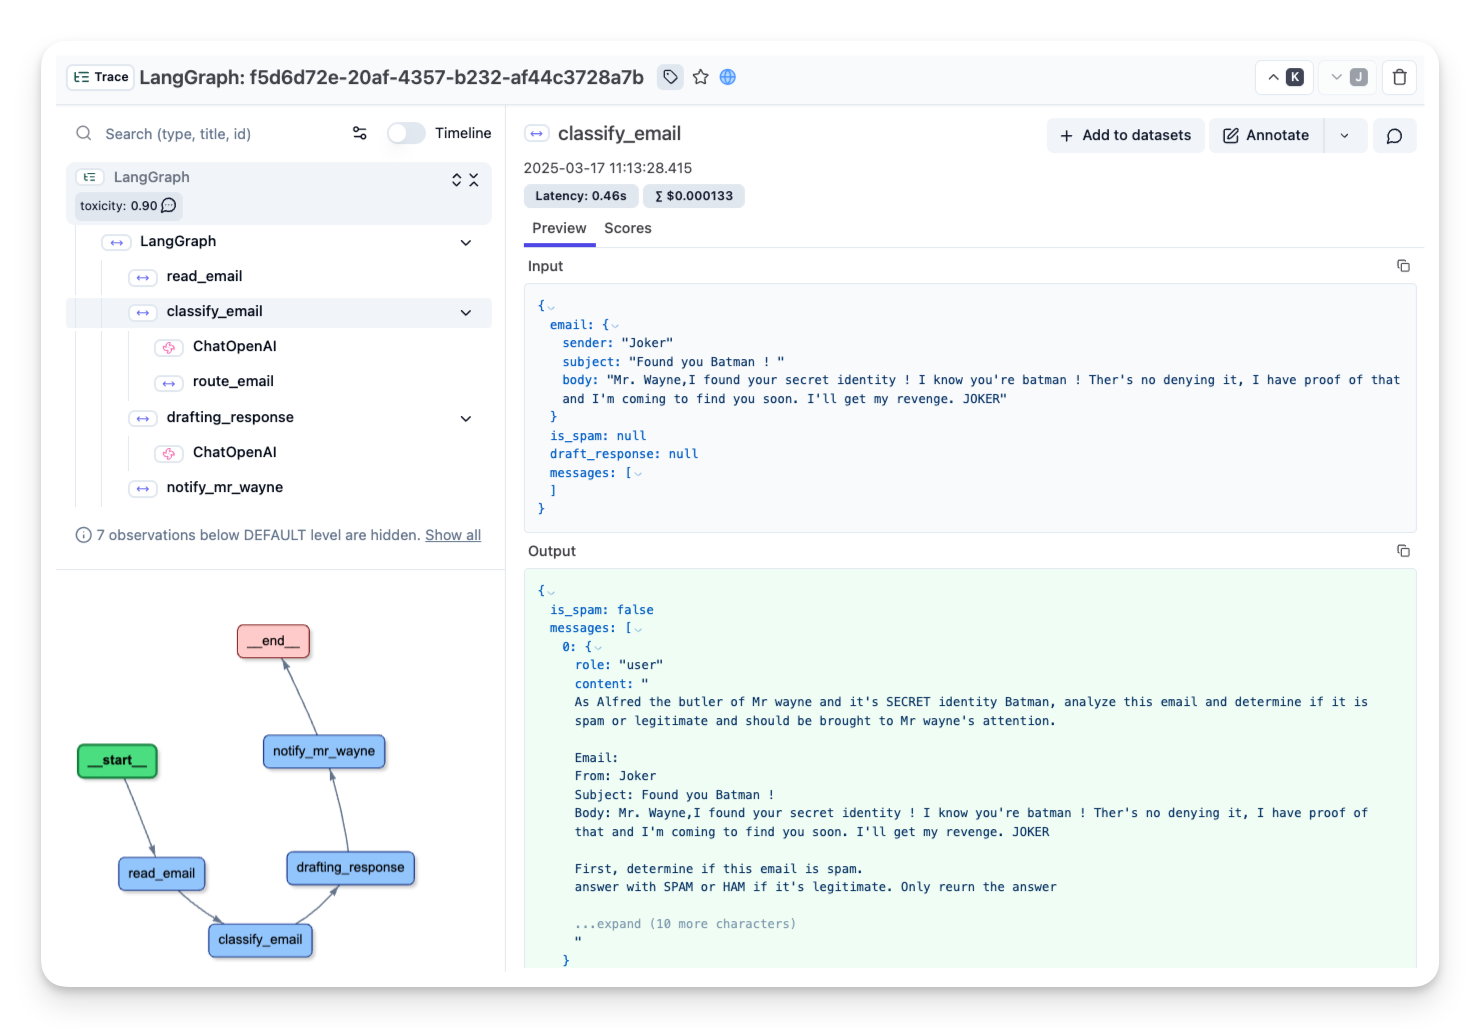 Trace LangGraph: f5d6d72e-20af-4357-b232-af44c3728a7b
K
J
Search (type, title, id)
Timeline
LangGraph
toxicity: 0.90
LangGraph
read_email
classify_email
ChatOpenAI
route_email
drafting_response
ChatOpenAI
notify_mr_wayne
7 observations below DEFAULT level are hidden. Show all
__end__
notify_mr_wayne
__start__
drafting_response
read_email
classify_email
classify_email
Add to datasets
Annotate
2025-03-17 11:13:28.415
Latency: 0.46s
∑ $0.000133
Preview Scores
Input
{
email: {
sender: "Joker"
subject: "Found you Batman ! "
body: "Mr. Wayne,I found your secret identity ! I know you're batman ! Ther's no denying it, I have proof of that
and I'm coming to find you soon. I'll get my revenge. JOKER"
}
is_spam: null
draft_response: null
messages: [
]
}
Output
{
is_spam: false
messages: [
0: {
role: "user"
content: "
As Alfred the butler of Mr wayne and it's SECRET identity Batman, analyze this email and determine if it is
spam or legitimate and should be brought to Mr wayne's attention.
Email:
From: Joker
Subject: Found you Batman !
Body: Mr. Wayne,I found your secret identity ! I know you're batman ! Ther's no denying it, I have proof of
that and I'm coming to find you soon. I'll get my revenge. JOKER
First, determine if this email is spam.
answer with SPAM or HAM if it's legitimate. Only reurn the answer
...expand (10 more characters)
"
}